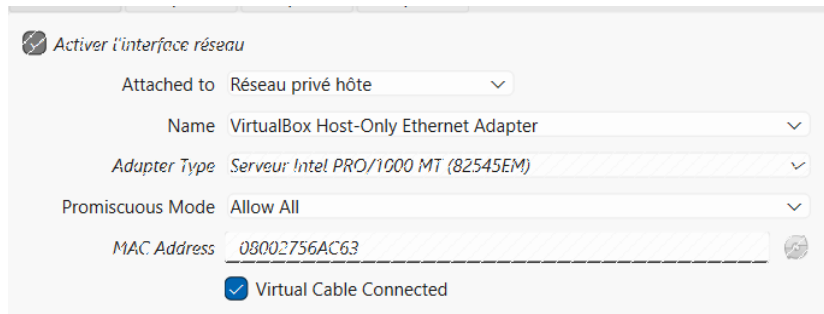 Activer l'interface réseau
Attached to Réseau privé hôte
Name VirtualBox Host-Only Ethernet Adapter
Adapter Type Serveur Intel PRO/1000 MT (82545EM)
Promiscuous Mode Allow All
MAC Address 08002756AC63
Virtual Cable Connected